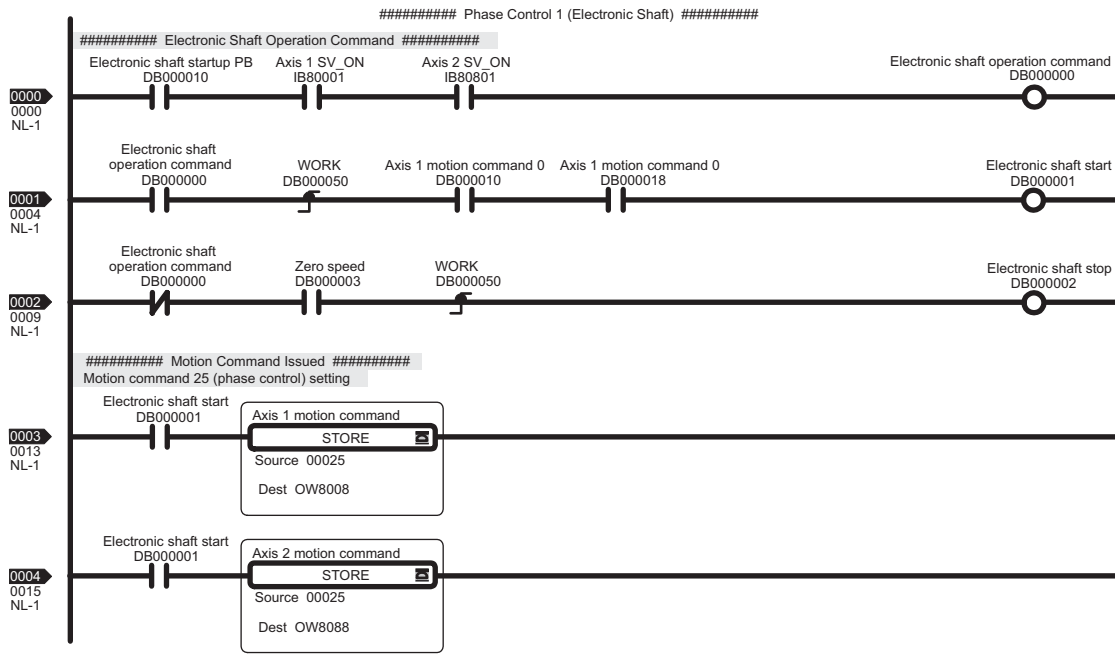 ########## Phase Control 1 (Electronic Shaft) ##########
########## Electronic Shaft Operation Command ##########
Electronic shaft startup PB Axis 1 SV_ON Axis 2 SV_ON Electronic shaft operation command
DB000010 IB80001 IB80801 DB000000
0000
0000
NL-1
Electronic shaft
operation command WORK Axis 1 motion command 0 Axis 1 motion command 0 Electronic shaft start
DB000000 DB000050 DB000010 DB000018 DB000001
0001
0004
NL-1
Electronic shaft
operation command Zero speed WORK Electronic shaft stop
DB000000 DB000003 DB000050 DB000002
0002
0009
NL-1
########## Motion Command Issued ##########
Motion command 25 (phase control) setting
Electronic shaft start
DB000001 Axis 1 motion command
0003 STORE
0013
NL-1 Source 00025
Dest OW8008
Electronic shaft start
DB000001 Axis 2 motion command
0004 STORE
0015
NL-1 Source 00025
Dest OW8088